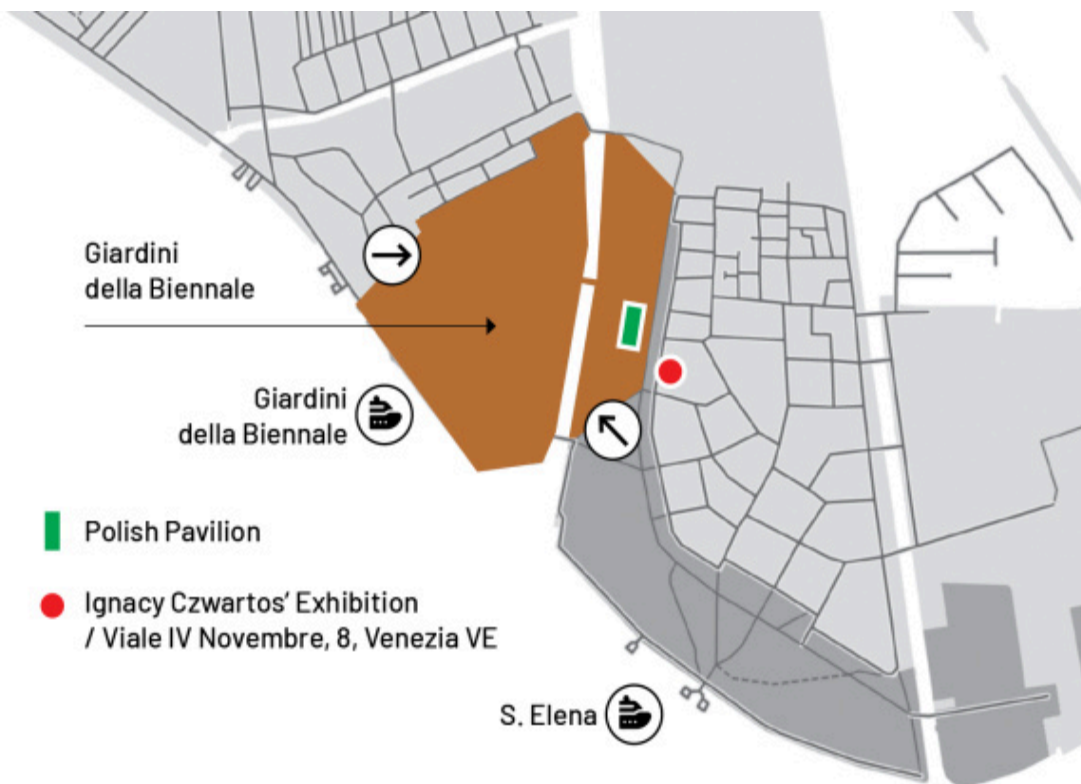 Giardini
della Biennale
Giardini
della Biennale
Polish Pavilion
Ignacy Czwartos’ Exhibition
/ Viale IV Novembre, 8, Venezia VE
S. Elena